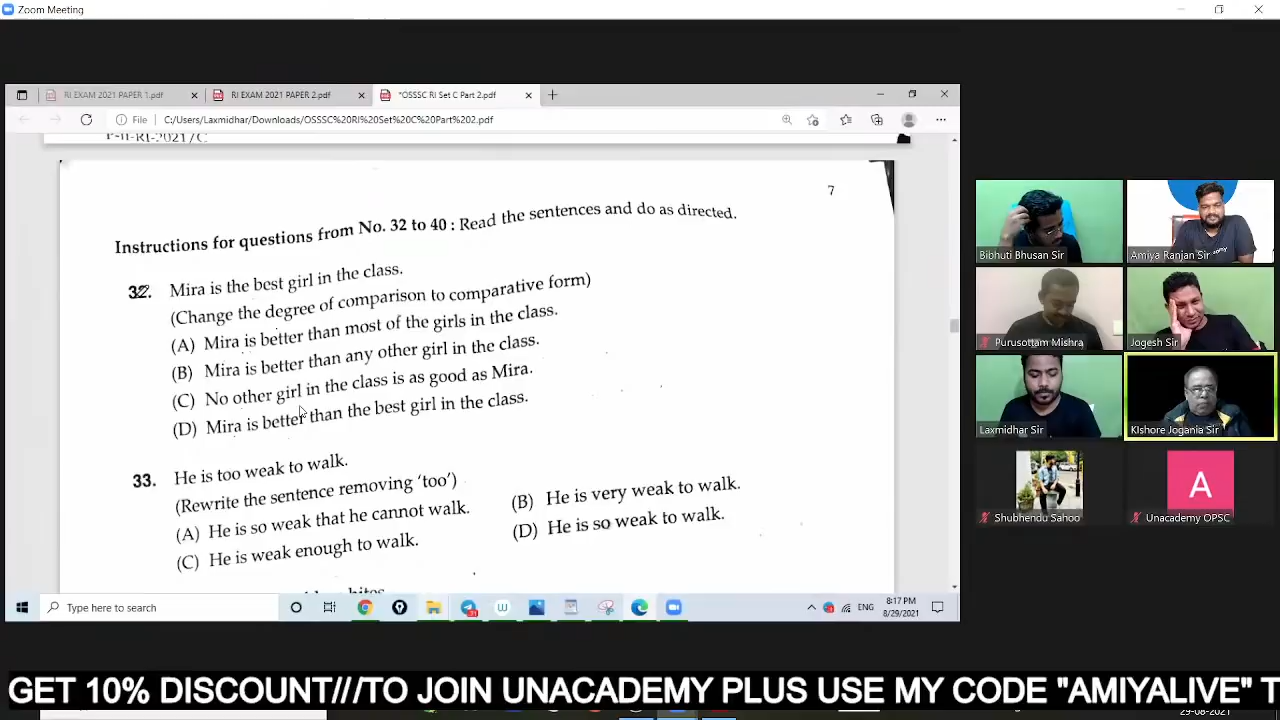 Zoom Meeting
RI EXAM 2021 PAPER 1.pdf
RI EXAM 2021 PAPER 2.pdf
*OSSSC RI Set C Part 2.pdf
File C:/Users/Laxmidhar/Downloads/OSSSC%20RI%20Set%20C%20Part%202.pdf
P-II-RI-2021/C
7
Instructions for questions from No. 32 to 40 : Read the sentences and do as directed.
32. Mira is the best girl in the class.
(Change the degree of comparison to comparative form)
(A) Mira is better than most of the girls in the class.
(B) Mira is better than any other girl in the class.
(C) No other girl in the class is as good as Mira.
(D) Mira is better than the best girl in the class.
33. He is too weak to walk.
(Rewrite the sentence removing 'too')
(A) He is so weak that he cannot walk.
(B) He is very weak to walk.
(C) He is weak enough to walk.
(D) He is so weak to walk.
Bibhuti Bhusan Sir
Amiya Ranjan Sir
Purusottam Mishra
Jogesh Sir
Laxmidhar Sir
Kishore Jogania Sir
A
Shubhendu Sahoo
Unacademy OPSC
Type here to search
ENG
8:17 PM
8/29/2021
GET 10% DISCOUNT///TO JOIN UNACADEMY PLUS USE MY CODE "AMIYALIVE" T
29-08-2021